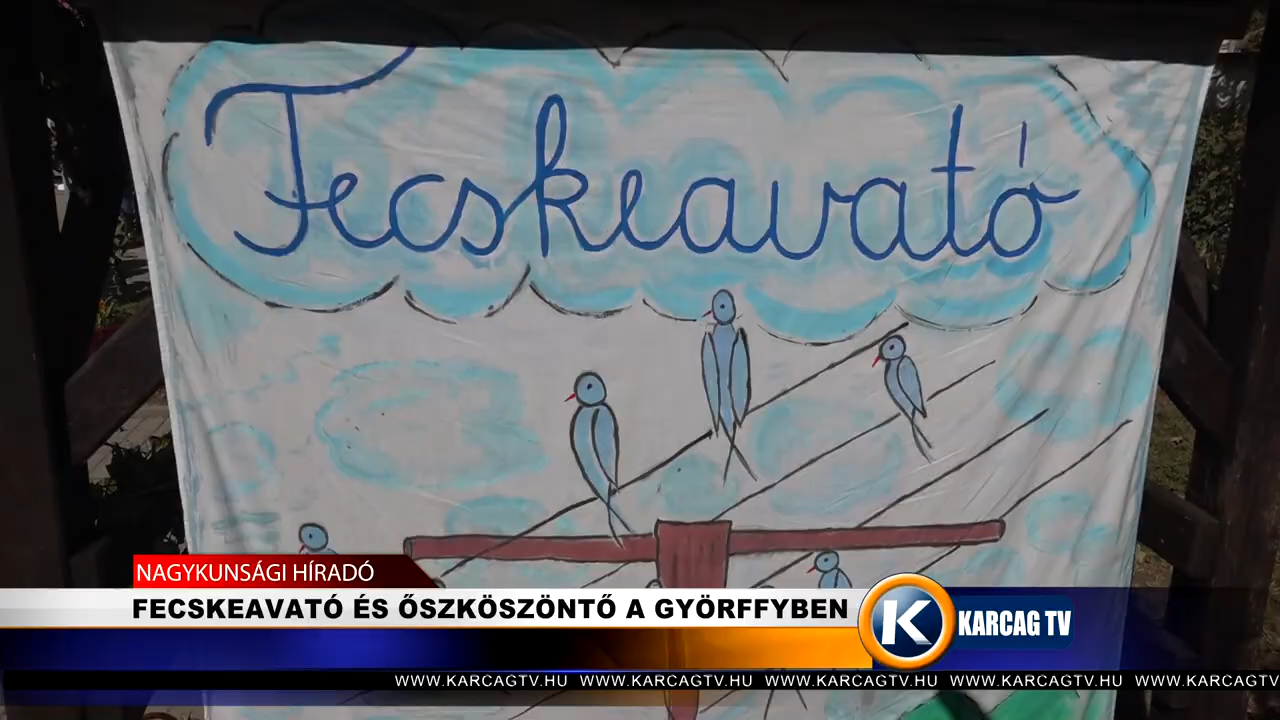 Fecskeavató
NAGYKUNSÁGI HÍRADÓ
FECSKEAVATÓ ÉS ŐSZKÖSZÖNTŐ A GYÖRFFYBEN
K KARCAG TV
WWW.KARCAGTV.HU WWW.KARCAGTV.HU WWW.KARCAGTV.HU WWW.KARCAGTV.HU WWW.KARCAGTV